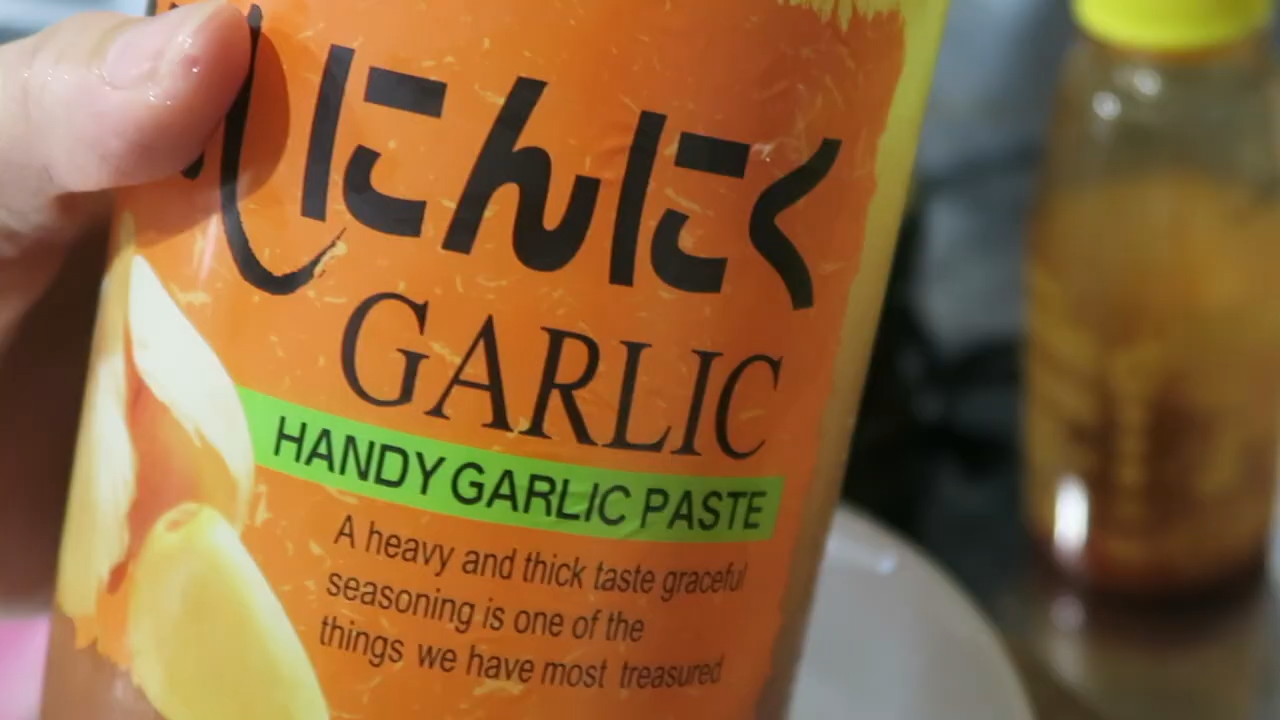 にんにく
GARLIC
HANDY GARLIC PASTE
A heavy and thick taste graceful
seasoning is one of the
things we have most treasured